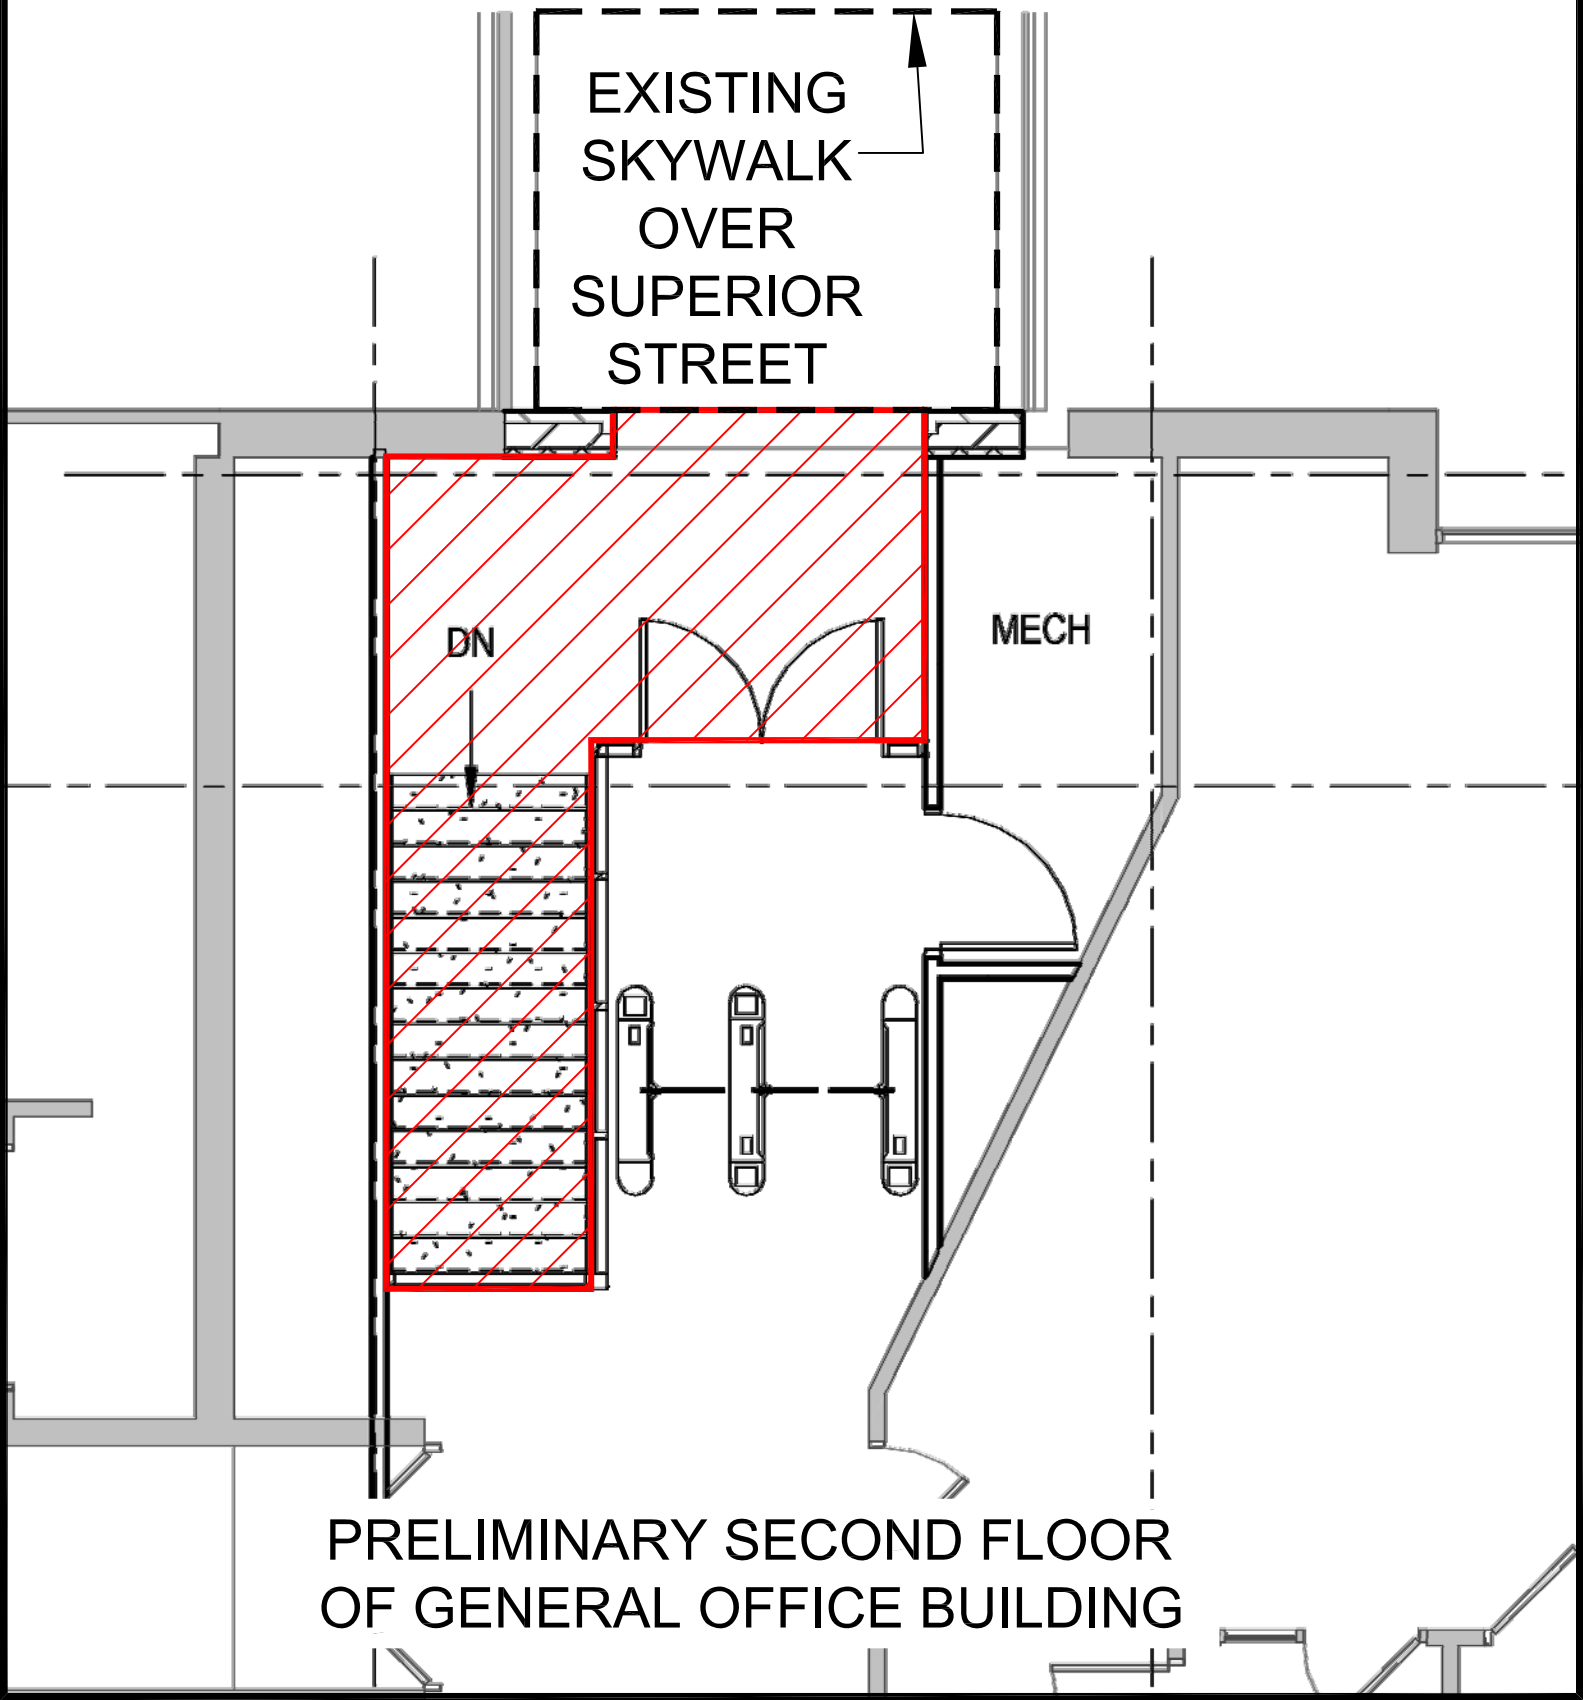 EXISTING
SKYWALK
OVER
SUPERIOR
STREET
DN
MECH
PRELIMINARY SECOND FLOOR
OF GENERAL OFFICE BUILDING